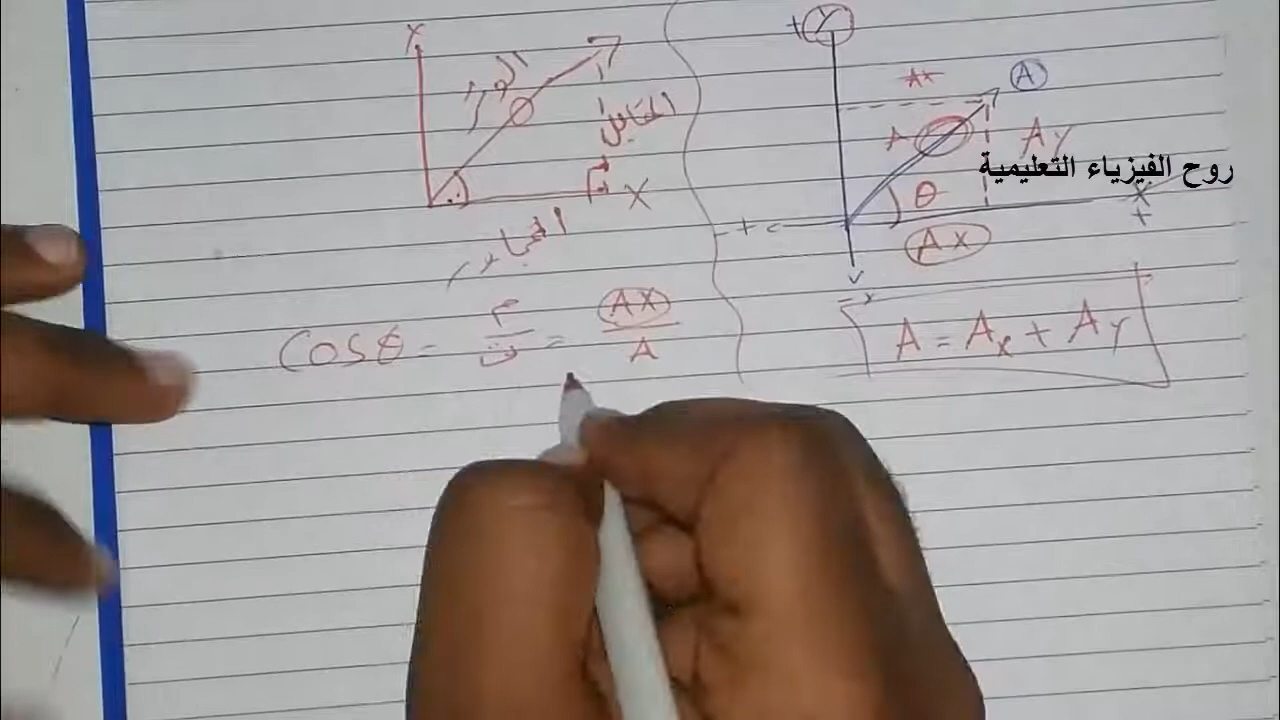 Y
الوتر
المقابل
X
المجاور
Cosθ = م/ق = AX/A
+ Y
Ax
A
A
Ay
روح الفيزياء التعليمية
θ
X
+
AX
A = Ax + Ay